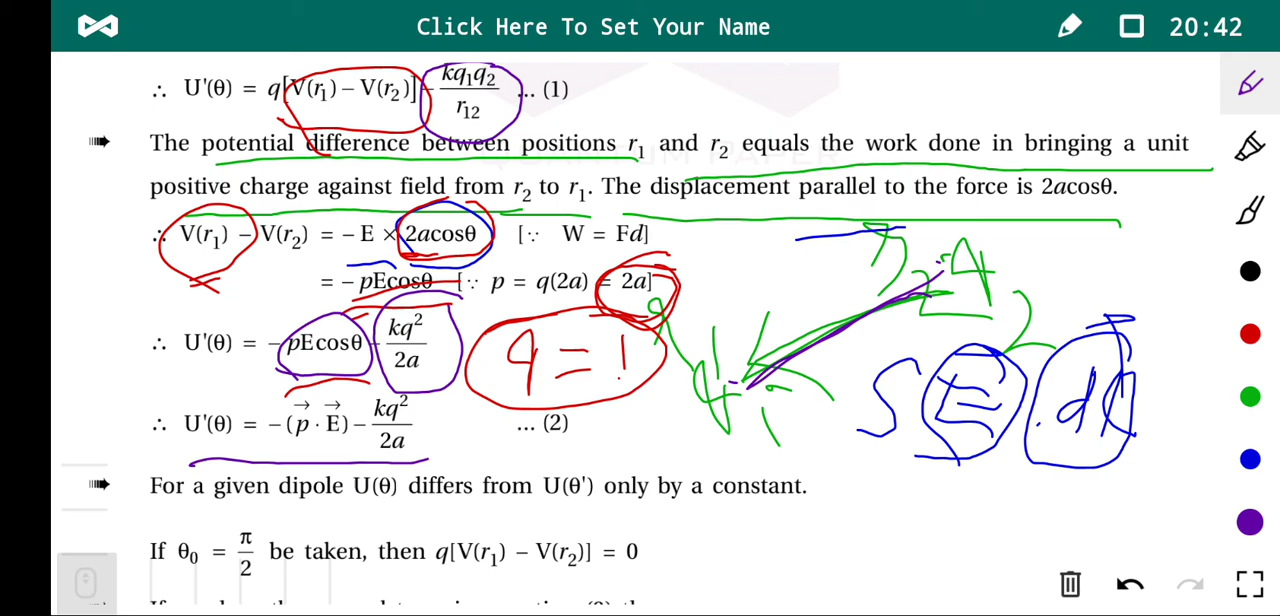 Click Here To Set Your Name
20:42
∴ U'(θ) = q[V(r₁) – V(r₂)] – kq₁q₂/r₁₂ ... (1)
The potential difference between positions r₁ and r₂ equals the work done in bringing a unit
positive charge against field from r₂ to r₁. The displacement parallel to the force is 2acosθ.
∴ V(r₁) – V(r₂) = – E × 2acosθ [∵ W = Fd]
= – pEcosθ [∵ p = q(2a) = 2a]
∴ U'(θ) = – pEcosθ – kq²/2a
q = 1
∴ U'(θ) = –(p⃗ · E⃗) – kq²/2a ... (2)
For a given dipole U(θ) differs from U(θ') only by a constant.
If θ₀ = π/2 be taken, then q[V(r₁) – V(r₂)] = 0